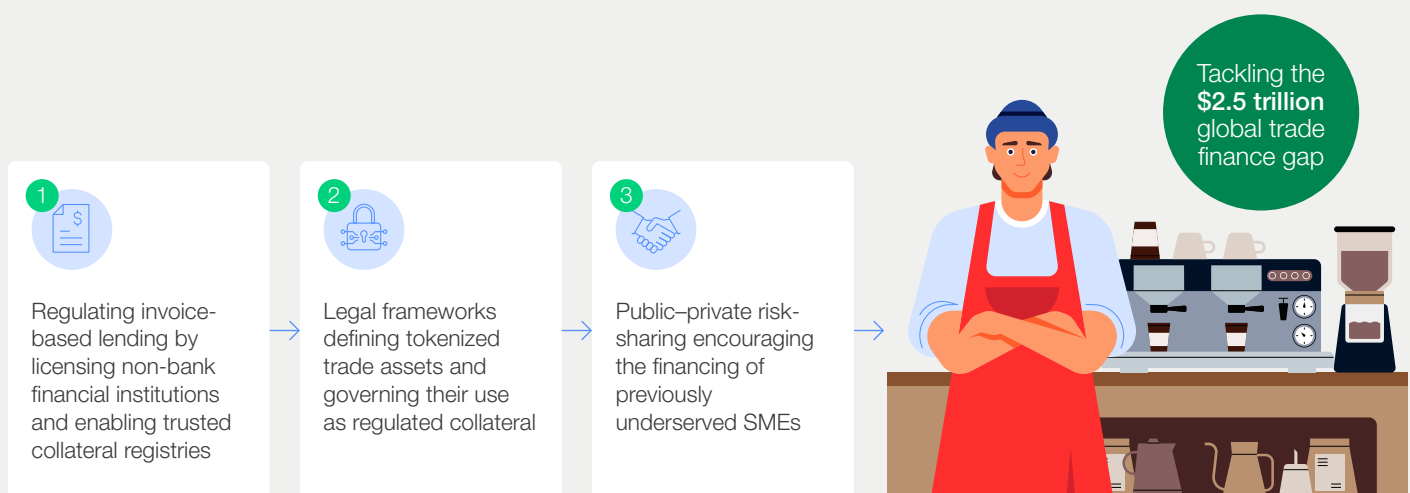 Tackling the
$2.5 trillion
global trade
finance gap
1
Regulating invoice-
based lending by
licensing non-bank
financial institutions
and enabling trusted
collateral registries
2
Legal frameworks
defining tokenized
trade assets and
governing their use
as regulated collateral
3
Public–private risk-
sharing encouraging
the financing of
previously
underserved SMEs